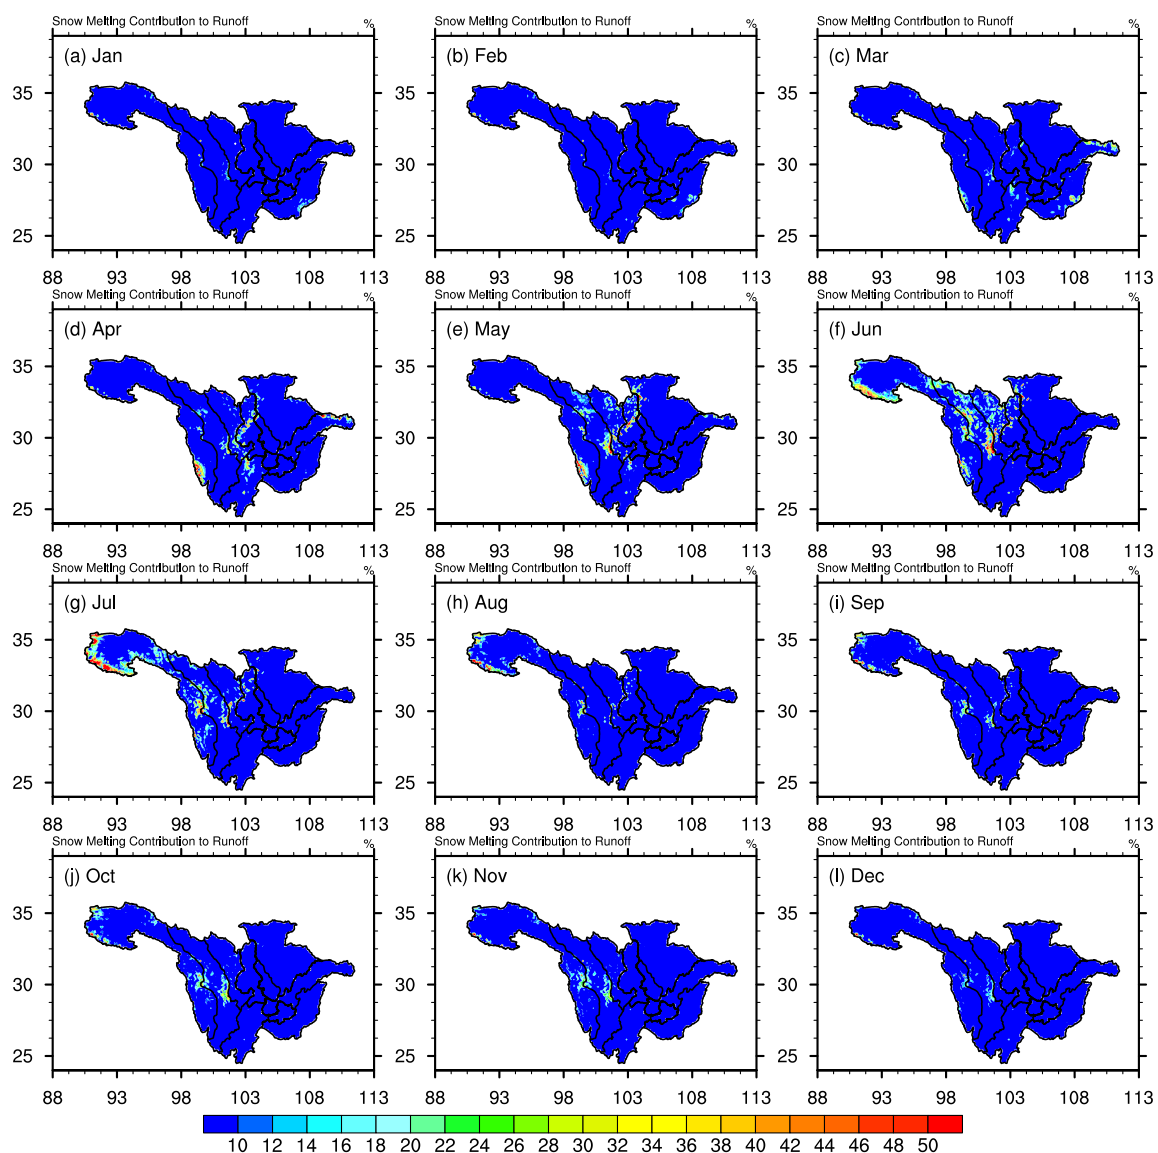 Snow Melting Contribution to Runoff % Snow Melting Contribution to Runoff % Snow Melting Contribution to Runoff %
(a) Jan (b) Feb (c) Mar
35 35 35
30 30 30
25 25 25
88 93 98 103 108 113 88 93 98 103 108 113 88 93 98 103 108 113
Snow Melting Contribution to Runoff % Snow Melting Contribution to Runoff % Snow Melting Contribution to Runoff %
(d) Apr (e) May (f) Jun
35 35 35
30 30 30
25 25 25
88 93 98 103 108 113 88 93 98 103 108 113 88 93 98 103 108 113
Snow Melting Contribution to Runoff % Snow Melting Contribution to Runoff % Snow Melting Contribution to Runoff %
(g) Jul (h) Aug (i) Sep
35 35 35
30 30 30
25 25 25
88 93 98 103 108 113 88 93 98 103 108 113 88 93 98 103 108 113
Snow Melting Contribution to Runoff % Snow Melting Contribution to Runoff % Snow Melting Contribution to Runoff %
(j) Oct (k) Nov (l) Dec
35 35 35
30 30 30
25 25 25
88 93 98 103 108 113 88 93 98 103 108 113 88 93 98 103 108 113
10 12 14 16 18 20 22 24 26 28 30 32 34 36 38 40 42 44 46 48 50